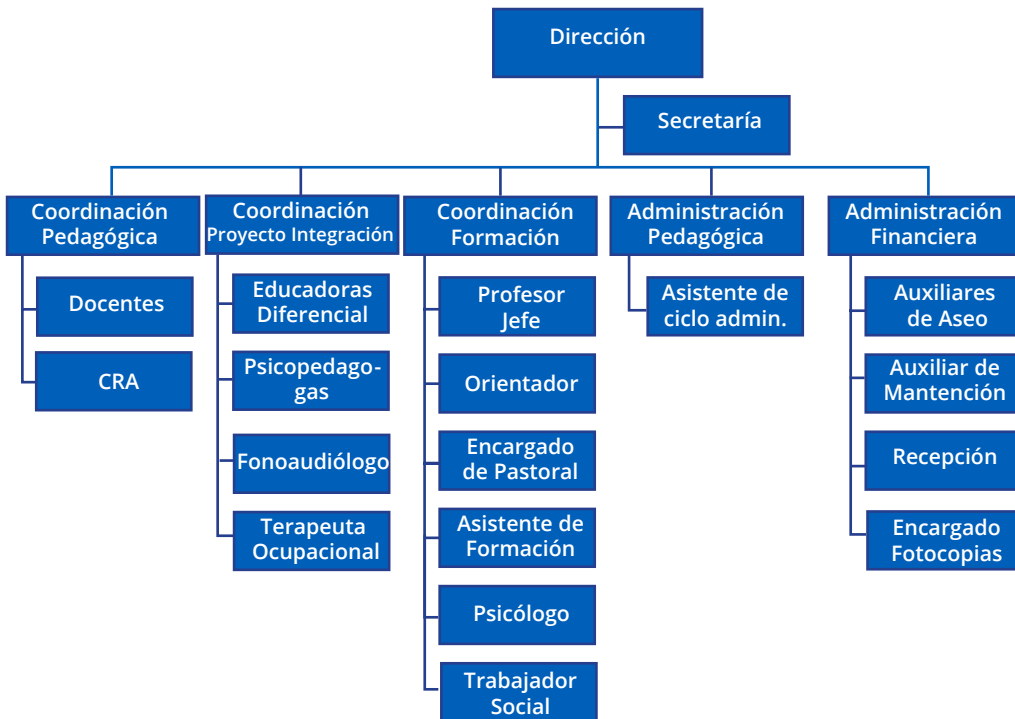 Dirección
Secretaría
Coordinación
Pedagógica
Docentes
CRA
Coordinación
Proyecto Integración
Educadoras
Diferencial
Psicopedago-
gas
Fonoaudiólogo
Terapeuta
Ocupacional
Coordinación
Formación
Profesor
Jefe
Orientador
Encargado
de Pastoral
Asistente de
Formación
Psicólogo
Trabajador
Social
Administración
Pedagógica
Asistente de
ciclo admin.
Administración
Financiera
Auxiliares
de Aseo
Auxiliar de
Mantención
Recepción
Encargado
Fotocopias